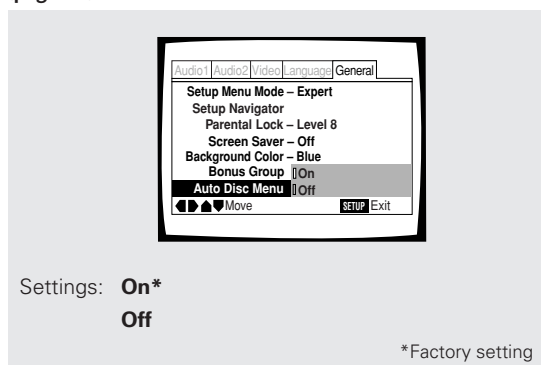 Audio1 Audio2 Video Language General
Setup Menu Mode – Expert
Setup Navigator
Parental Lock – Level 8
Screen Saver – Off
Background Color – Blue
Bonus Group On
Auto Disc Menu Off
Move SETUP Exit
Settings: On*
Off
*Factory setting